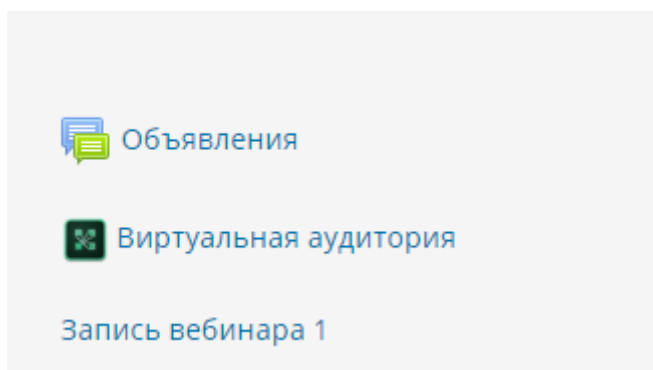 Объявления
Виртуальная аудитория
Запись вебинара 1